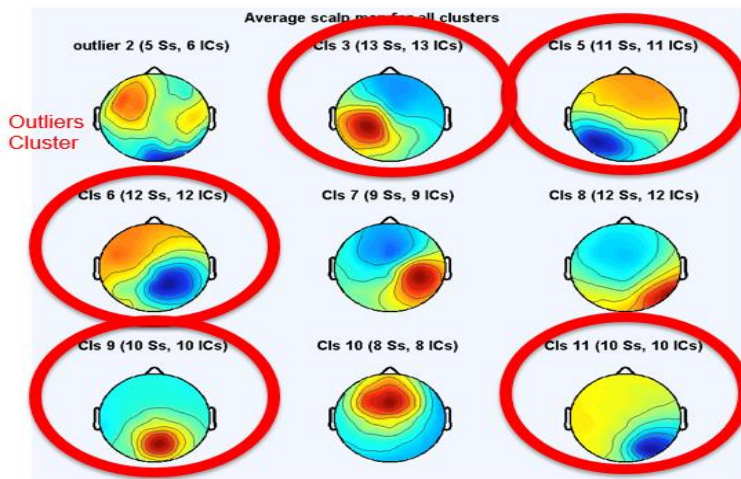 Average scalp map for all clusters
outlier 2 (5 Ss, 6 ICs)
Cls 3 (13 Ss, 13 ICs)
Cls 5 (11 Ss, 11 ICs)
Outliers
Cluster
Cls 6 (12 Ss, 12 ICs)
Cls 7 (9 Ss, 9 ICs)
Cls 8 (12 Ss, 12 ICs)
Cls 9 (10 Ss, 10 ICs)
Cls 10 (8 Ss, 8 ICs)
Cls 11 (10 Ss, 10 ICs)